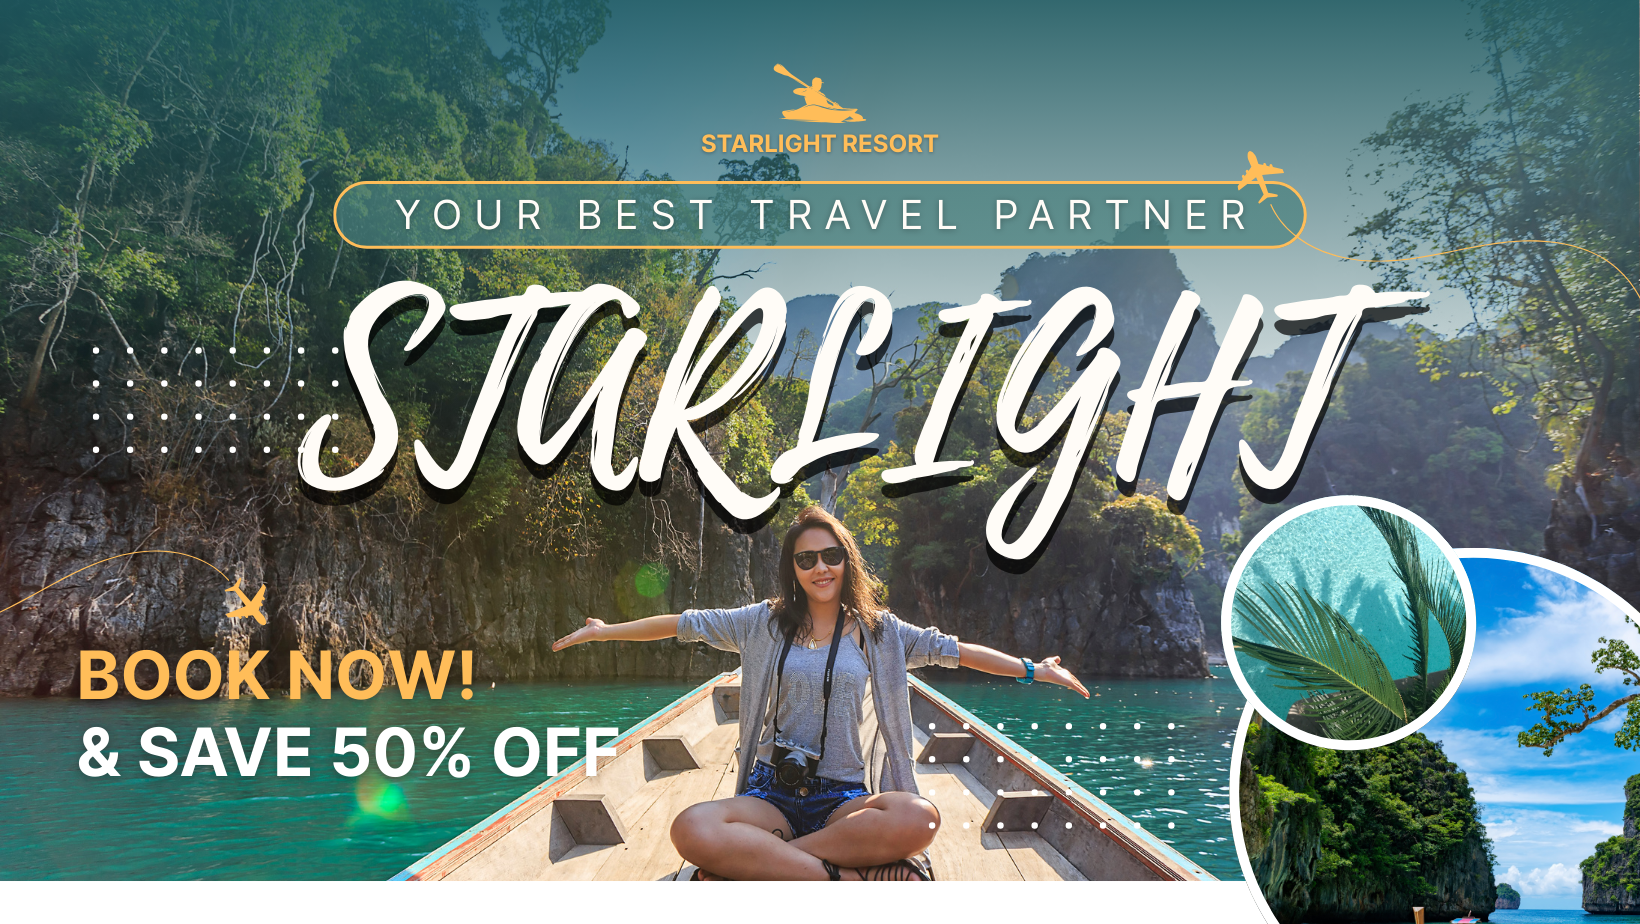 STARLIGHT RESORT
YOUR BEST TRAVEL PARTNER
STARLIGHT
BOOK NOW!
& SAVE 50% OFF